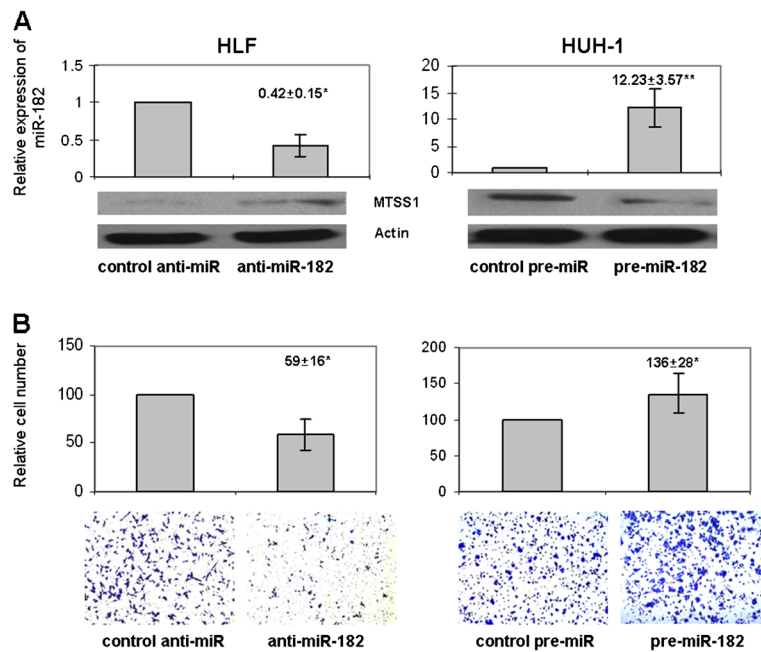 A
HLF
HUH-1
Relative expression of
miR-182
1.5
1
0.5
0
0.42±0.15*
20
15
10
5
0
12.23±3.57**
MTSS1
Actin
control anti-miR
anti-miR-182
control pre-miR
pre-miR-182
B
Relative cell number
150
100
50
0
59±16*
200
150
100
50
0
136±28*
control anti-miR
anti-miR-182
control pre-miR
pre-miR-182